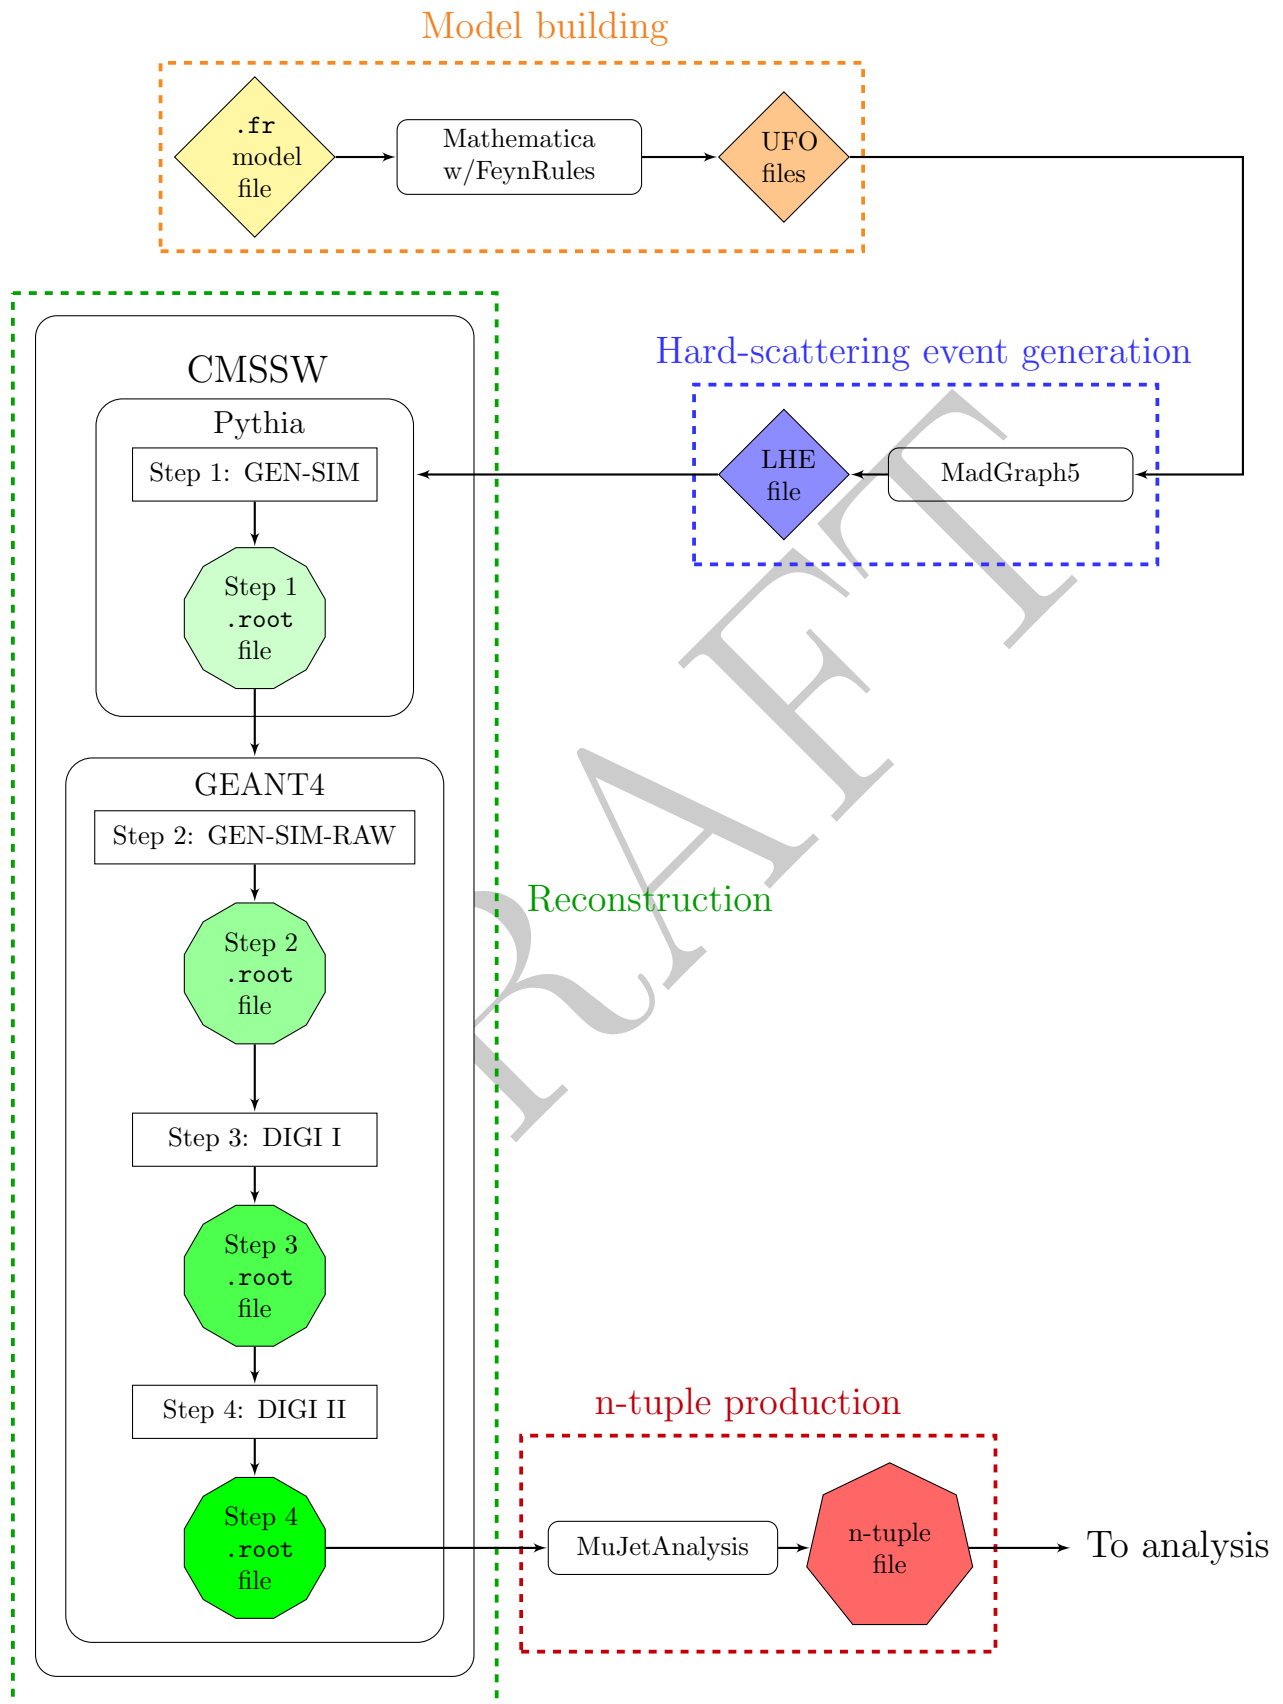 Model building
.fr
model
file
Mathematica
w/FeynRules
UFO
files
Hard-scattering event generation
LHE
file
MadGraph5
CMSSW
Pythia
Step 1: GEN-SIM
Step 1
.root
file
GEANT4
Step 2: GEN-SIM-RAW
Step 2
.root
file
Reconstruction
Step 3: DIGI I
Step 3
.root
file
Step 4: DIGI II
Step 4
.root
file
n-tuple production
MuJetAnalysis
n-tuple
file
To analysis
RAFT